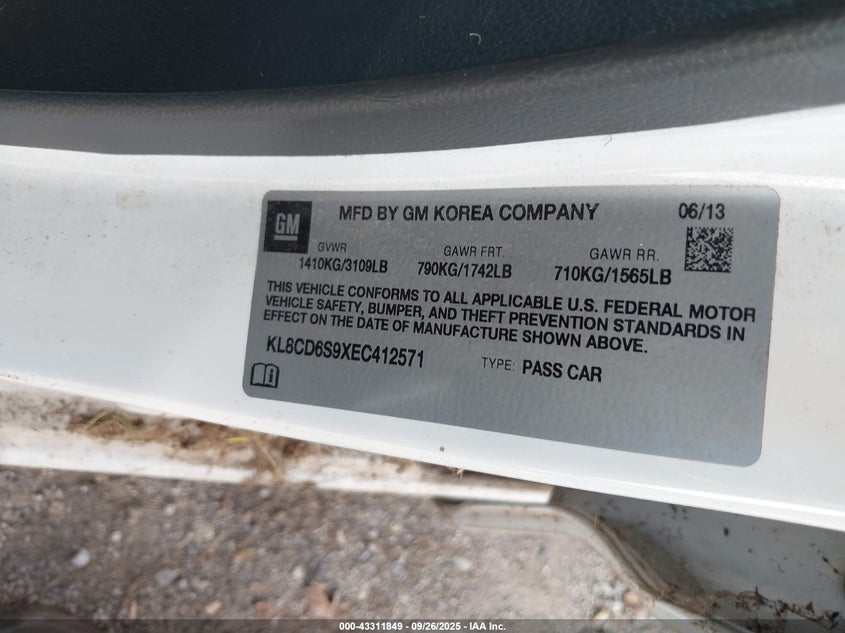 GM
MFD BY GM KOREA COMPANY
06/13
GVWR
GAWR FRT.
GAWR RR.
1410KG/3109LB
790KG/1742LB
710KG/1565LB
THIS VEHICLE CONFORMS TO ALL APPLICABLE U.S. FEDERAL MOTOR
VEHICLE SAFETY, BUMPER, AND THEFT PREVENTION STANDARDS IN
EFFECT ON THE DATE OF MANUFACTURE SHOWN ABOVE.
KL8CD6S9XEC412571
TYPE: PASS CAR
000-43311849 - 09/26/2025 - IAA Inc.